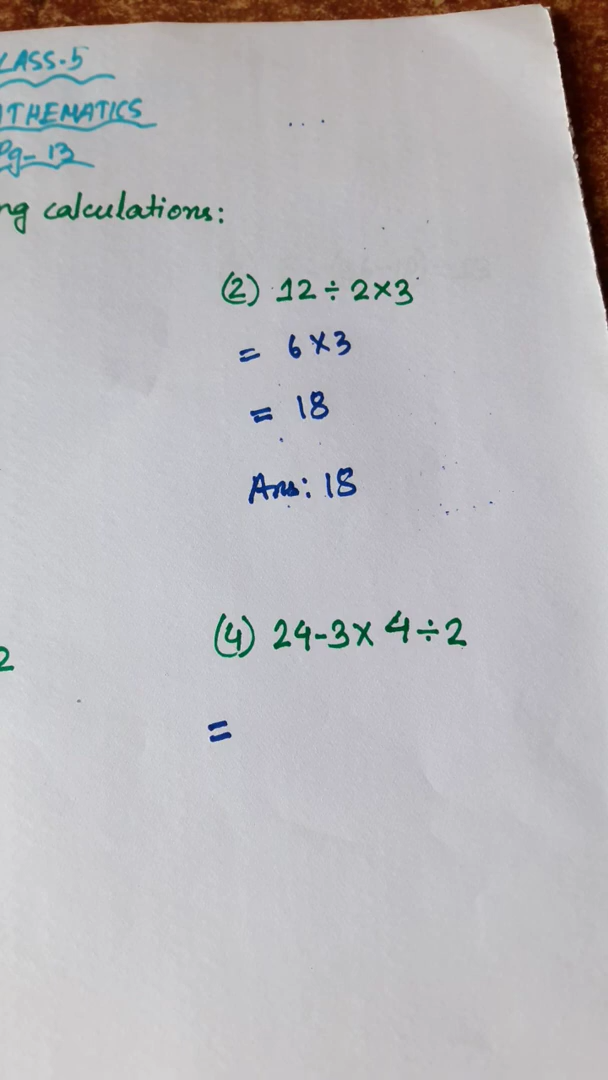 LASS-5
THEMATICS
Pg-13
ng calculations:
(2) 12÷2×3
= 6×3
= 18
Ans: 18
2
(4) 24-3×4÷2
=